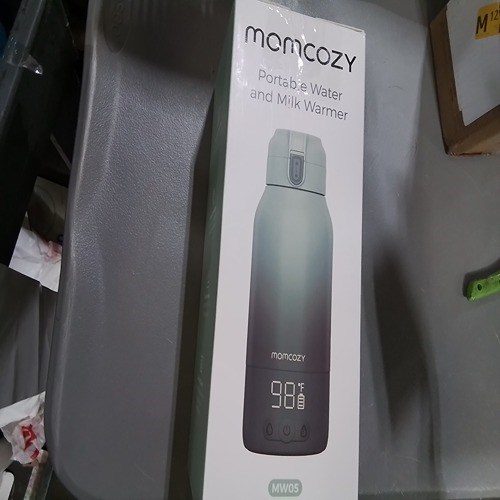 momcozy
Portable Water
and Milk Warmer
momcozy
98°F
MW05
M